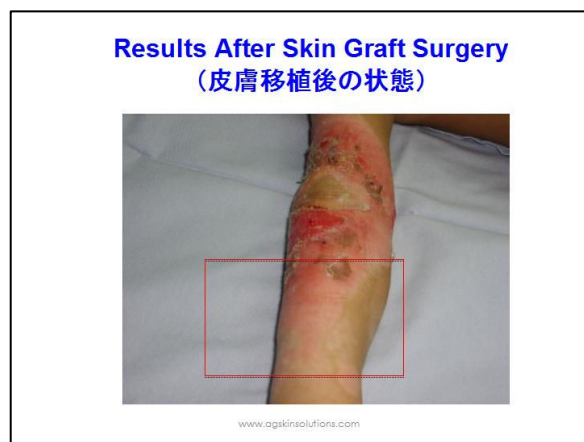 Results After Skin Graft Surgery
（皮膚移植後の状態）
www.agskinsolutions.com